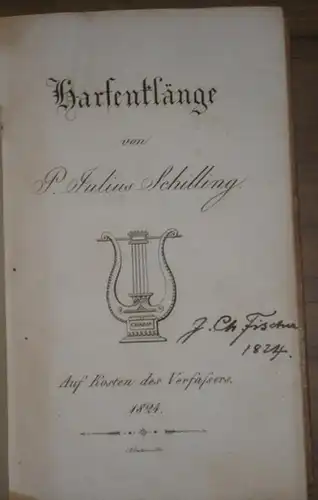 Harfenklänge
von
P. Julius Schilling.
J. Ch. Fischer
1824.
Auf Kosten des Verfaßers.
1824.